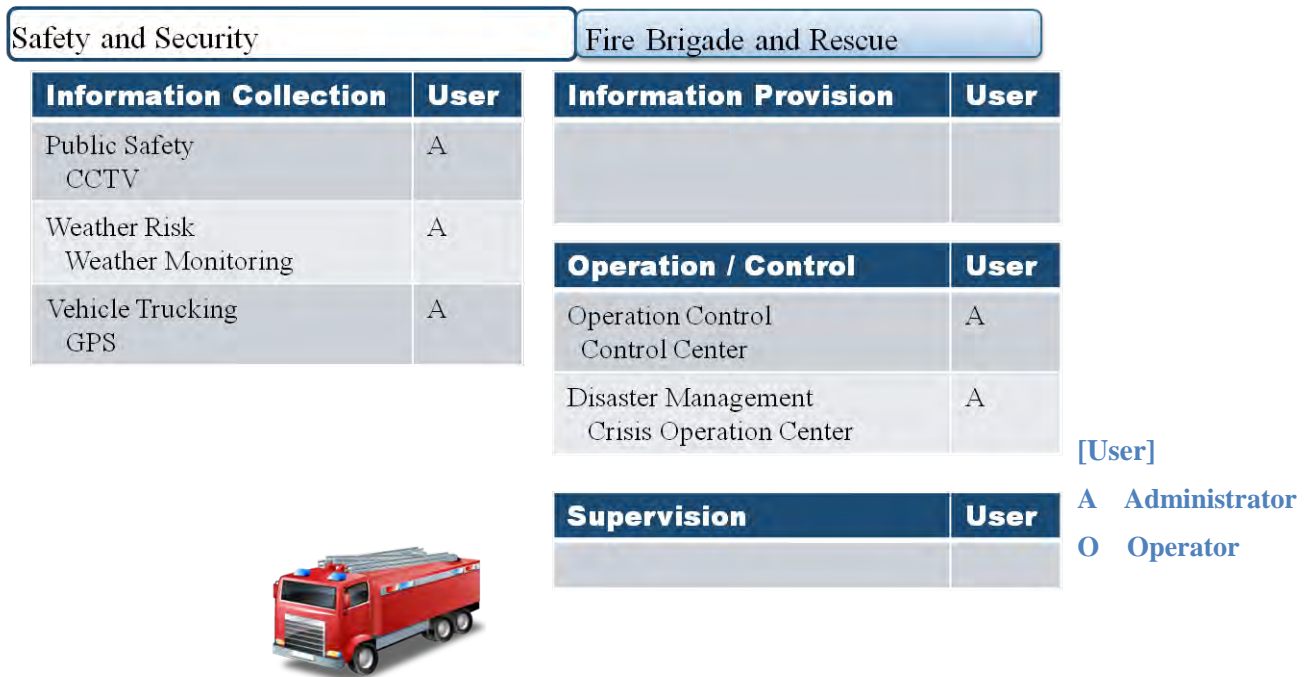 Safety and Security
Fire Brigade and Rescue
Information Collection User
Public Safety A
CCTV
Weather Risk A
Weather Monitoring
Vehicle Trucking A
GPS
Information Provision User
Operation / Control User
Operation Control A
Control Center
Disaster Management A
Crisis Operation Center
Supervision User
[User]
A Administrator
O Operator